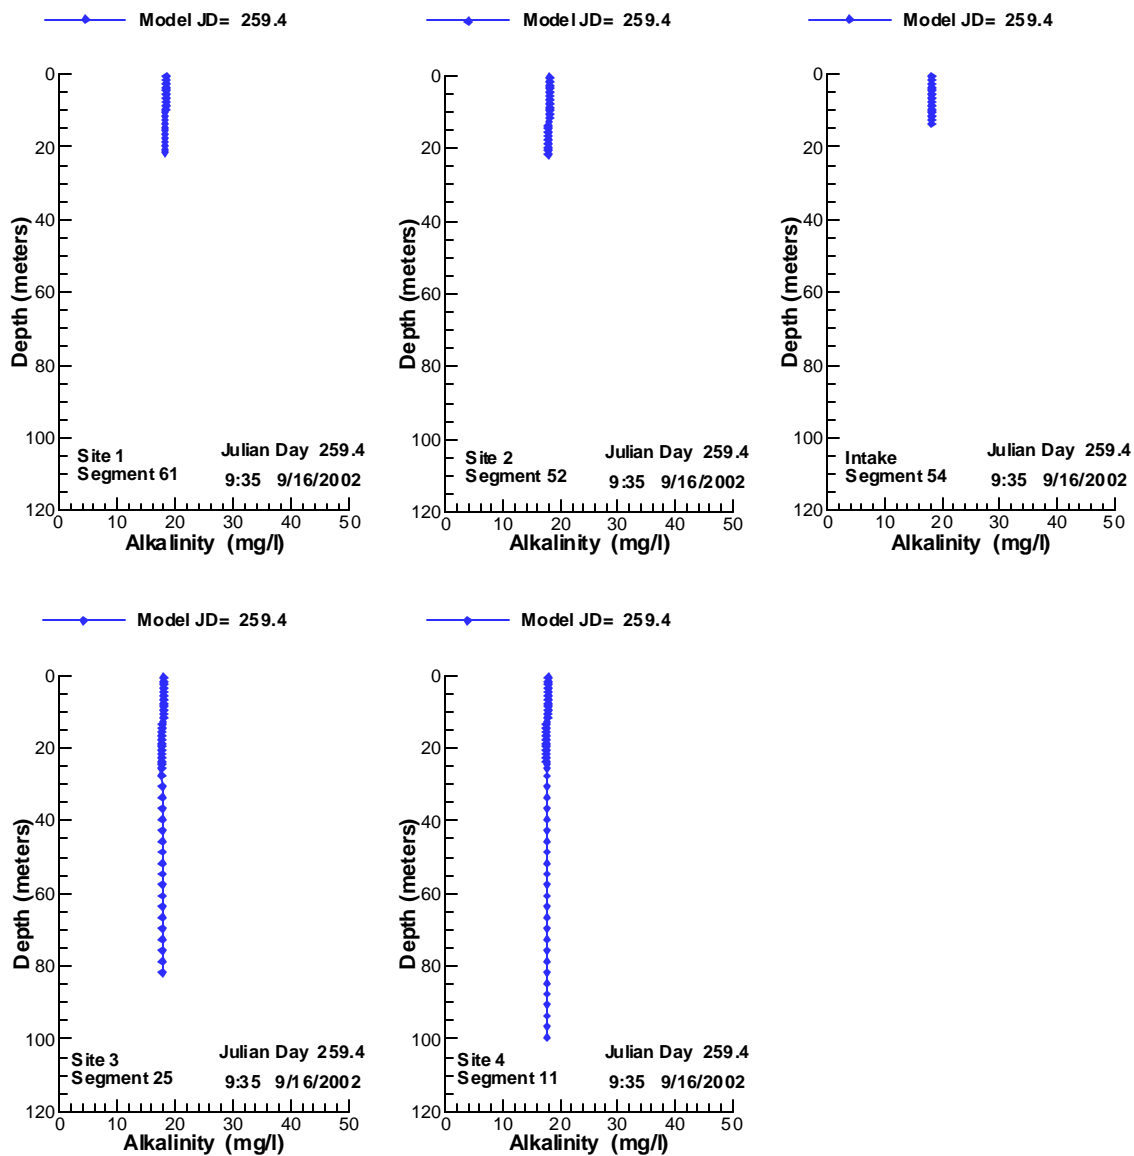 Model JD= 259.4
0
20
40
60
80
100
120
Depth (meters)
Site 1
Segment 61
Julian Day 259.4
9:35 9/16/2002
0 10 20 30 40 50
Alkalinity (mg/l)
Model JD= 259.4
0
20
40
60
80
100
120
Depth (meters)
Site 2
Segment 52
Julian Day 259.4
9:35 9/16/2002
0 10 20 30 40 50
Alkalinity (mg/l)
Model JD= 259.4
0
20
40
60
80
100
120
Depth (meters)
Intake
Segment 54
Julian Day 259.4
9:35 9/16/2002
0 10 20 30 40 50
Alkalinity (mg/l)
Model JD= 259.4
0
20
40
60
80
100
120
Depth (meters)
Site 3
Segment 25
Julian Day 259.4
9:35 9/16/2002
0 10 20 30 40 50
Alkalinity (mg/l)
Model JD= 259.4
0
20
40
60
80
100
120
Depth (meters)
Site 4
Segment 11
Julian Day 259.4
9:35 9/16/2002
0 10 20 30 40 50
Alkalinity (mg/l)